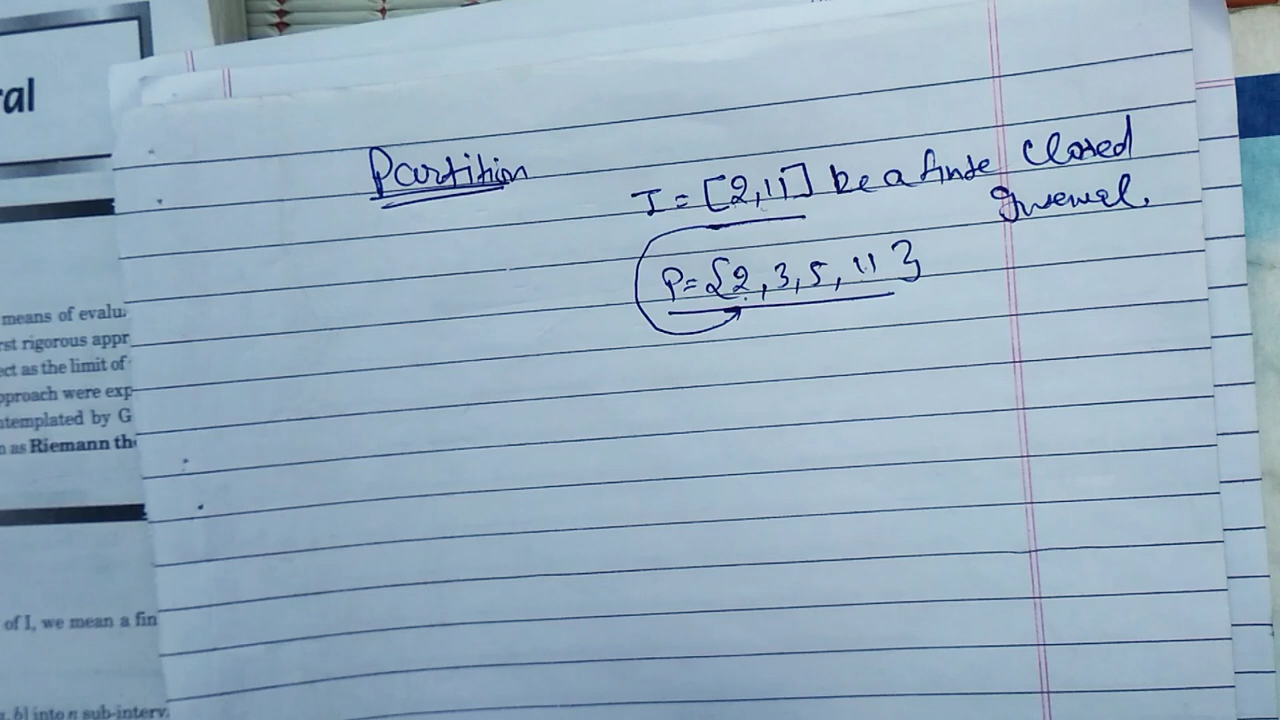 ral
means of evalu
rst rigorous appr
ect as the limit of
pproach were exp
ntemplated by G
n as Riemann th
of I, we mean a fin
, b] into n sub-interv
Partition
I = [2,11] be a finite Closed
Interval.
P={2,3,5,11}